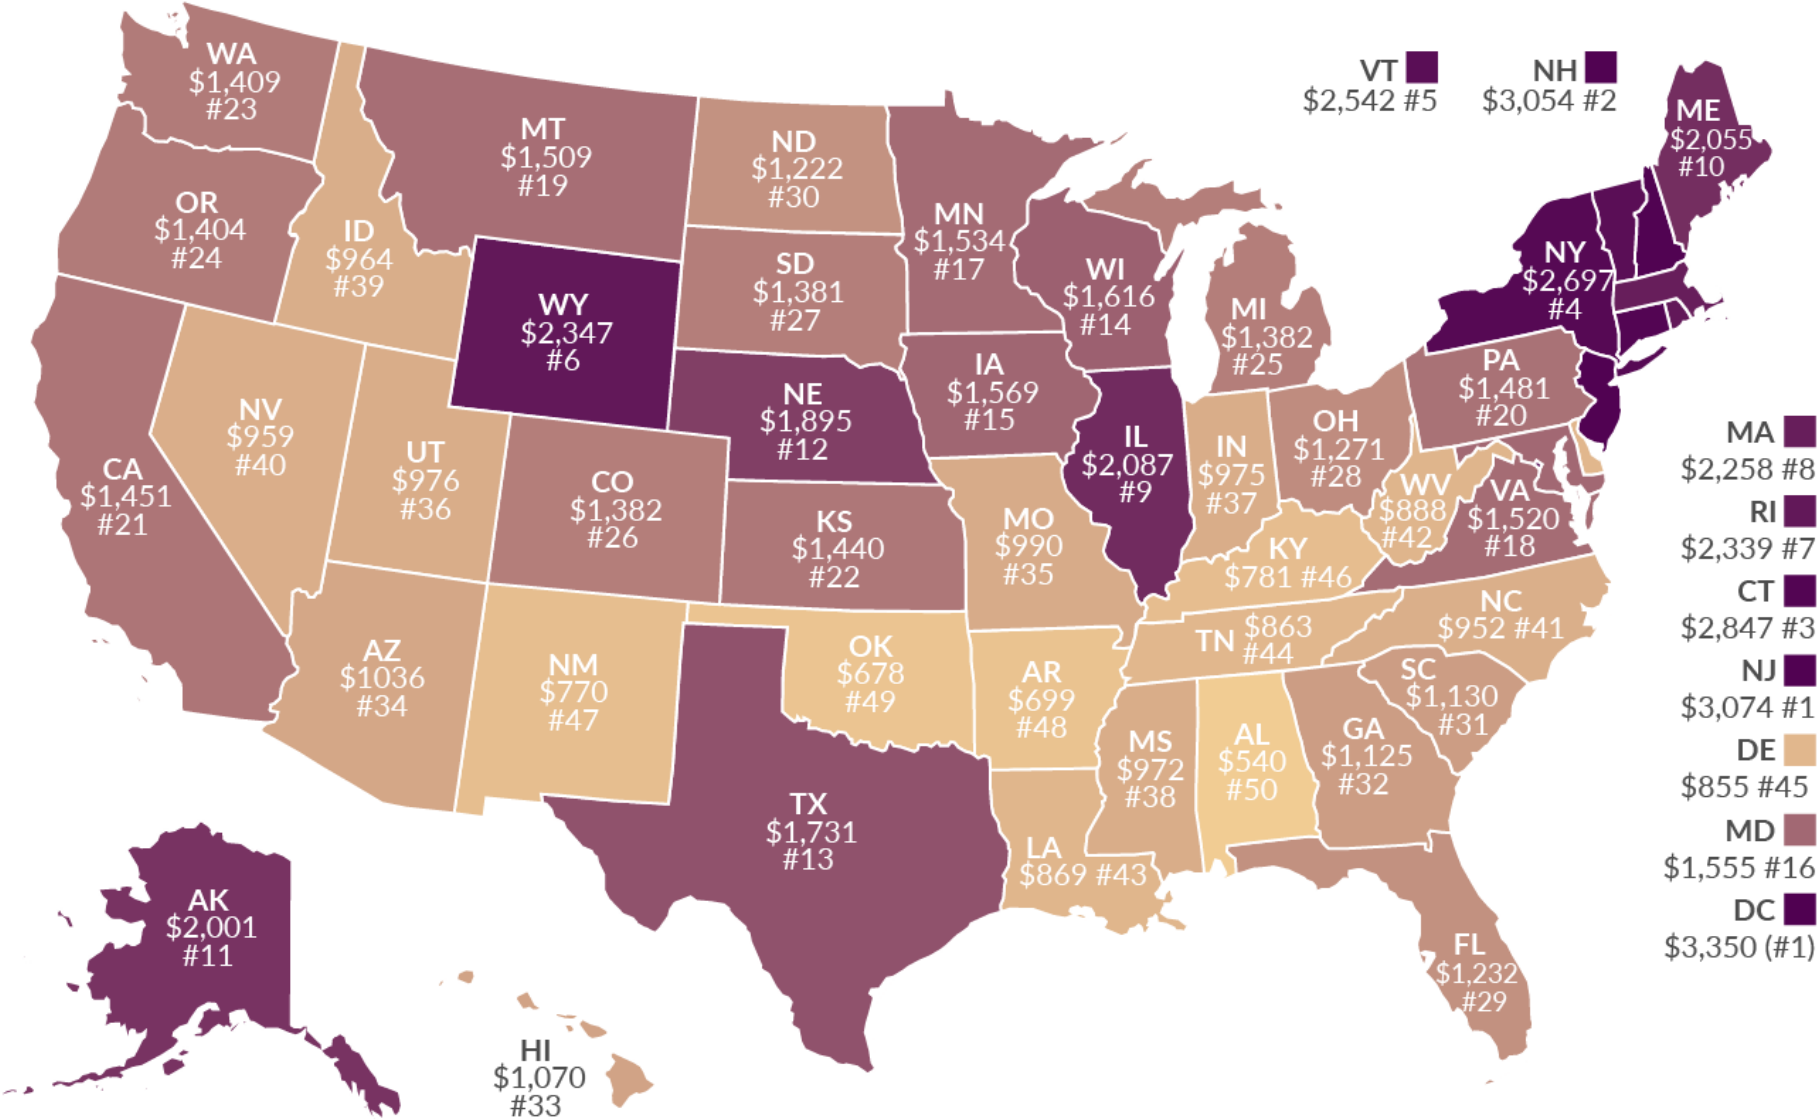 WA
$1,409
#23
OR
$1,404
#24
CA
$1,451
#21
ID
$964
#39
NV
$959
#40
MT
$1,509
#19
WY
$2,347
#6
UT
$976
#36
CO
$1,382
#26
AZ
$1036
#34
NM
$770
#47
ND
$1,222
#30
SD
$1,381
#27
NE
$1,895
#12
KS
$1,440
#22
OK
$678
#49
TX
$1,731
#13
MN
$1,534
#17
IA
$1,569
#15
MO
$990
#35
AR
$699
#48
LA
$869 #43
WI
$1,616
#14
IL
$2,087
#9
MI
$1,382
#25
IN
$975
#37
OH
$1,271
#28
KY
$781 #46
TN $863
#44
MS
$972
#38
AL
$540
#50
GA
$1,125
#32
FL
$1,232
#29
SC
$1,130
#31
NC
$952 #41
VA
$1,520
#18
WV
$888
#42
PA
$1,481
#20
NY
$2,697
#4
ME
$2,055
#10
VT
$2,542 #5
NH
$3,054 #2
MA
$2,258 #8
RI
$2,339 #7
CT
$2,847 #3
NJ
$3,074 #1
DE
$855 #45
MD
$1,555 #16
DC
$3,350 (#1)
AK
$2,001
#11
HI
$1,070
#33